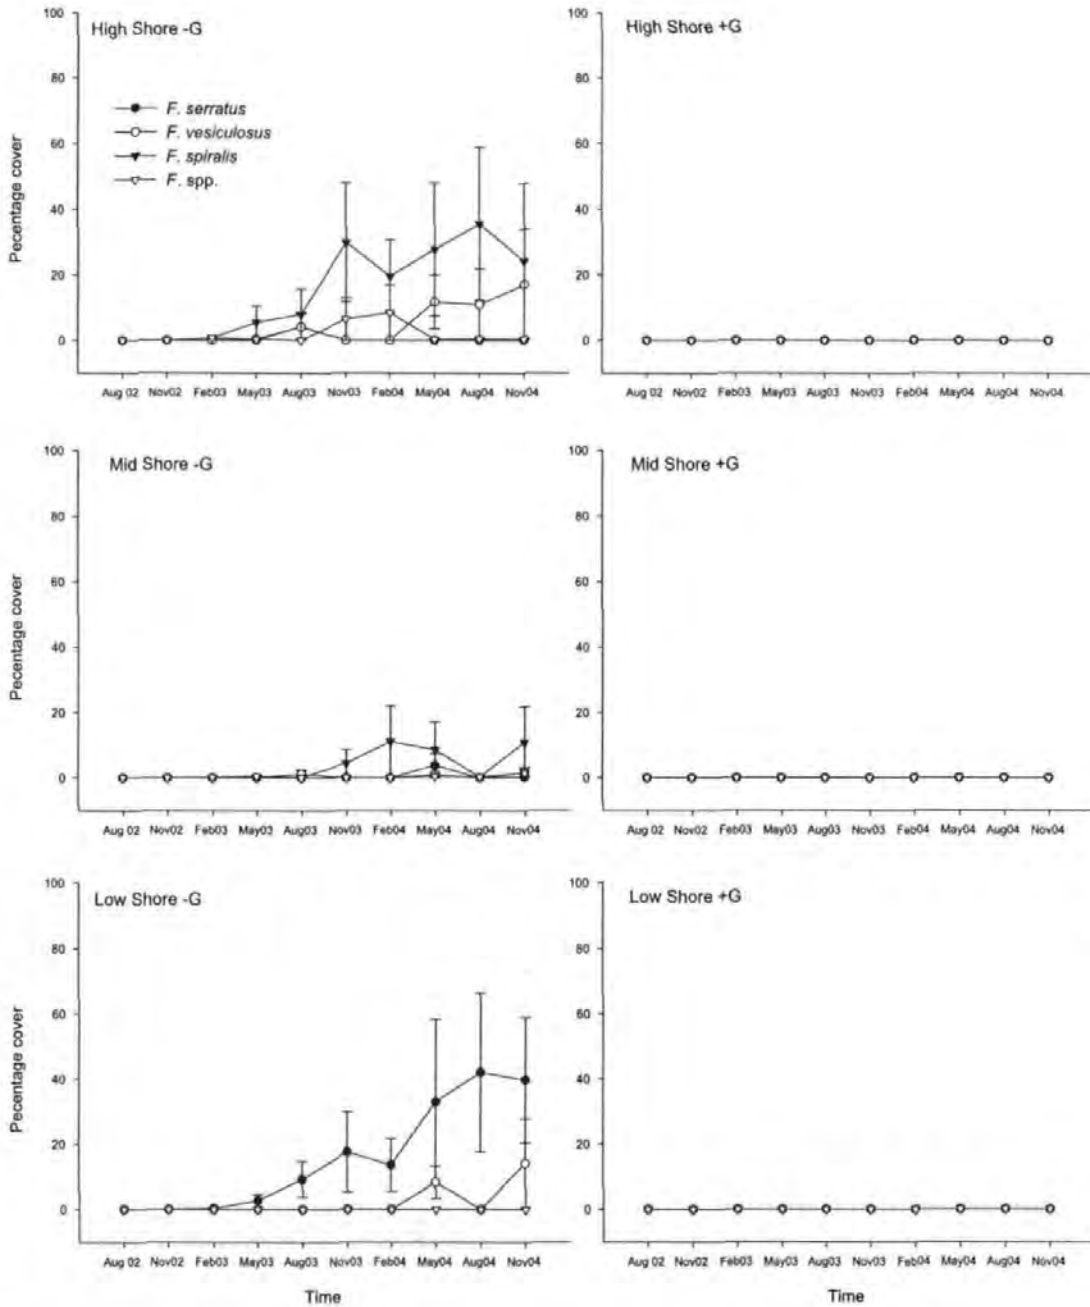 High Shore -G
F. serratus
F. vesiculosus
F. spiralis
F. spp.
Pecentage cover
100
80
60
40
20
0
Aug 02 Nov02 Feb03 May03 Aug03 Nov03 Feb04 May04 Aug04 Nov04
High Shore +G
100
80
60
40
20
0
Aug 02 Nov02 Feb03 May03 Aug03 Nov03 Feb04 May04 Aug04 Nov04
Mid Shore -G
Pecentage cover
100
80
60
40
20
0
Aug 02 Nov02 Feb03 May03 Aug03 Nov03 Feb04 May04 Aug04 Nov04
Mid Shore +G
100
80
60
40
20
0
Aug 02 Nov02 Feb03 May03 Aug03 Nov03 Feb04 May04 Aug04 Nov04
Low Shore -G
Pecentage cover
100
80
60
40
20
0
Aug 02 Nov02 Feb03 May03 Aug03 Nov03 Feb04 May04 Aug04 Nov04
Time
Low Shore +G
100
80
60
40
20
0
Aug 02 Nov02 Feb03 May03 Aug03 Nov03 Feb04 May04 Aug04 Nov04
Time